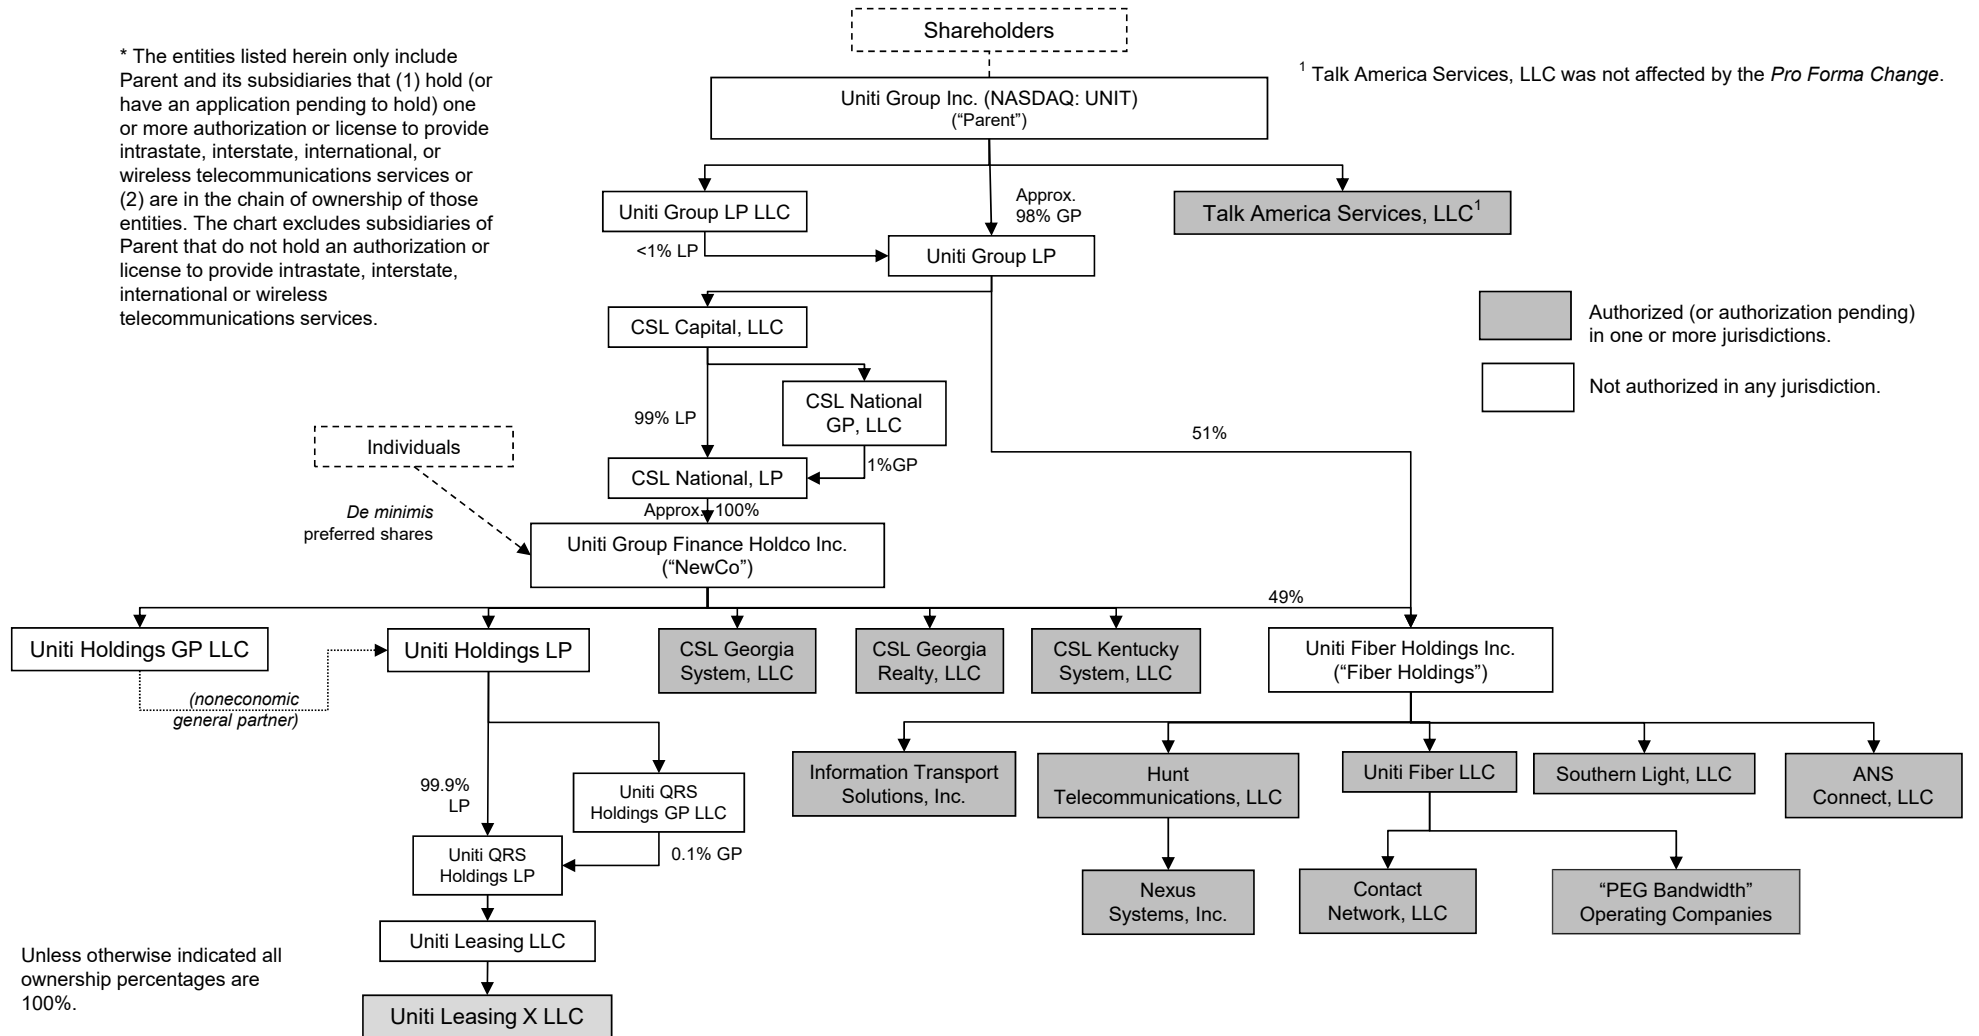 Shareholders
* The entities listed herein only include
Parent and its subsidiaries that (1) hold (or
have an application pending to hold) one
or more authorization or license to provide
intrastate, interstate, international, or
wireless telecommunications services or
(2) are in the chain of ownership of those
entities. The chart excludes subsidiaries of
Parent that do not hold an authorization or
license to provide intrastate, interstate,
international or wireless
telecommunications services.
1 Talk America Services, LLC was not affected by the Pro Forma Change.
Uniti Group Inc. (NASDAQ: UNIT)
(“Parent”)
Uniti Group LP LLC
Approx.
98% GP
Talk America Services, LLC1
<1% LP
Uniti Group LP
CSL Capital, LLC
Authorized (or authorization pending)
in one or more jurisdictions.
Not authorized in any jurisdiction.
CSL National
GP, LLC
99% LP
51%
Individuals
1%GP
CSL National, LP
De minimis
preferred shares
Approx. 100%
Uniti Group Finance Holdco Inc.
(“NewCo”)
49%
Uniti Holdings GP LLC
Uniti Holdings LP
CSL Georgia
System, LLC
CSL Georgia
Realty, LLC
CSL Kentucky
System, LLC
Uniti Fiber Holdings Inc.
(“Fiber Holdings”)
(noneconomic
general partner)
99.9%
LP
Uniti QRS
Holdings GP LLC
Information Transport
Solutions, Inc.
Hunt
Telecommunications, LLC
Uniti Fiber LLC
Southern Light, LLC
ANS
Connect, LLC
0.1% GP
Uniti QRS
Holdings LP
Nexus
Systems, Inc.
Contact
Network, LLC
“PEG Bandwidth”
Operating Companies
Uniti Leasing LLC
Unless otherwise indicated all
ownership percentages are
100%.
Uniti Leasing X LLC